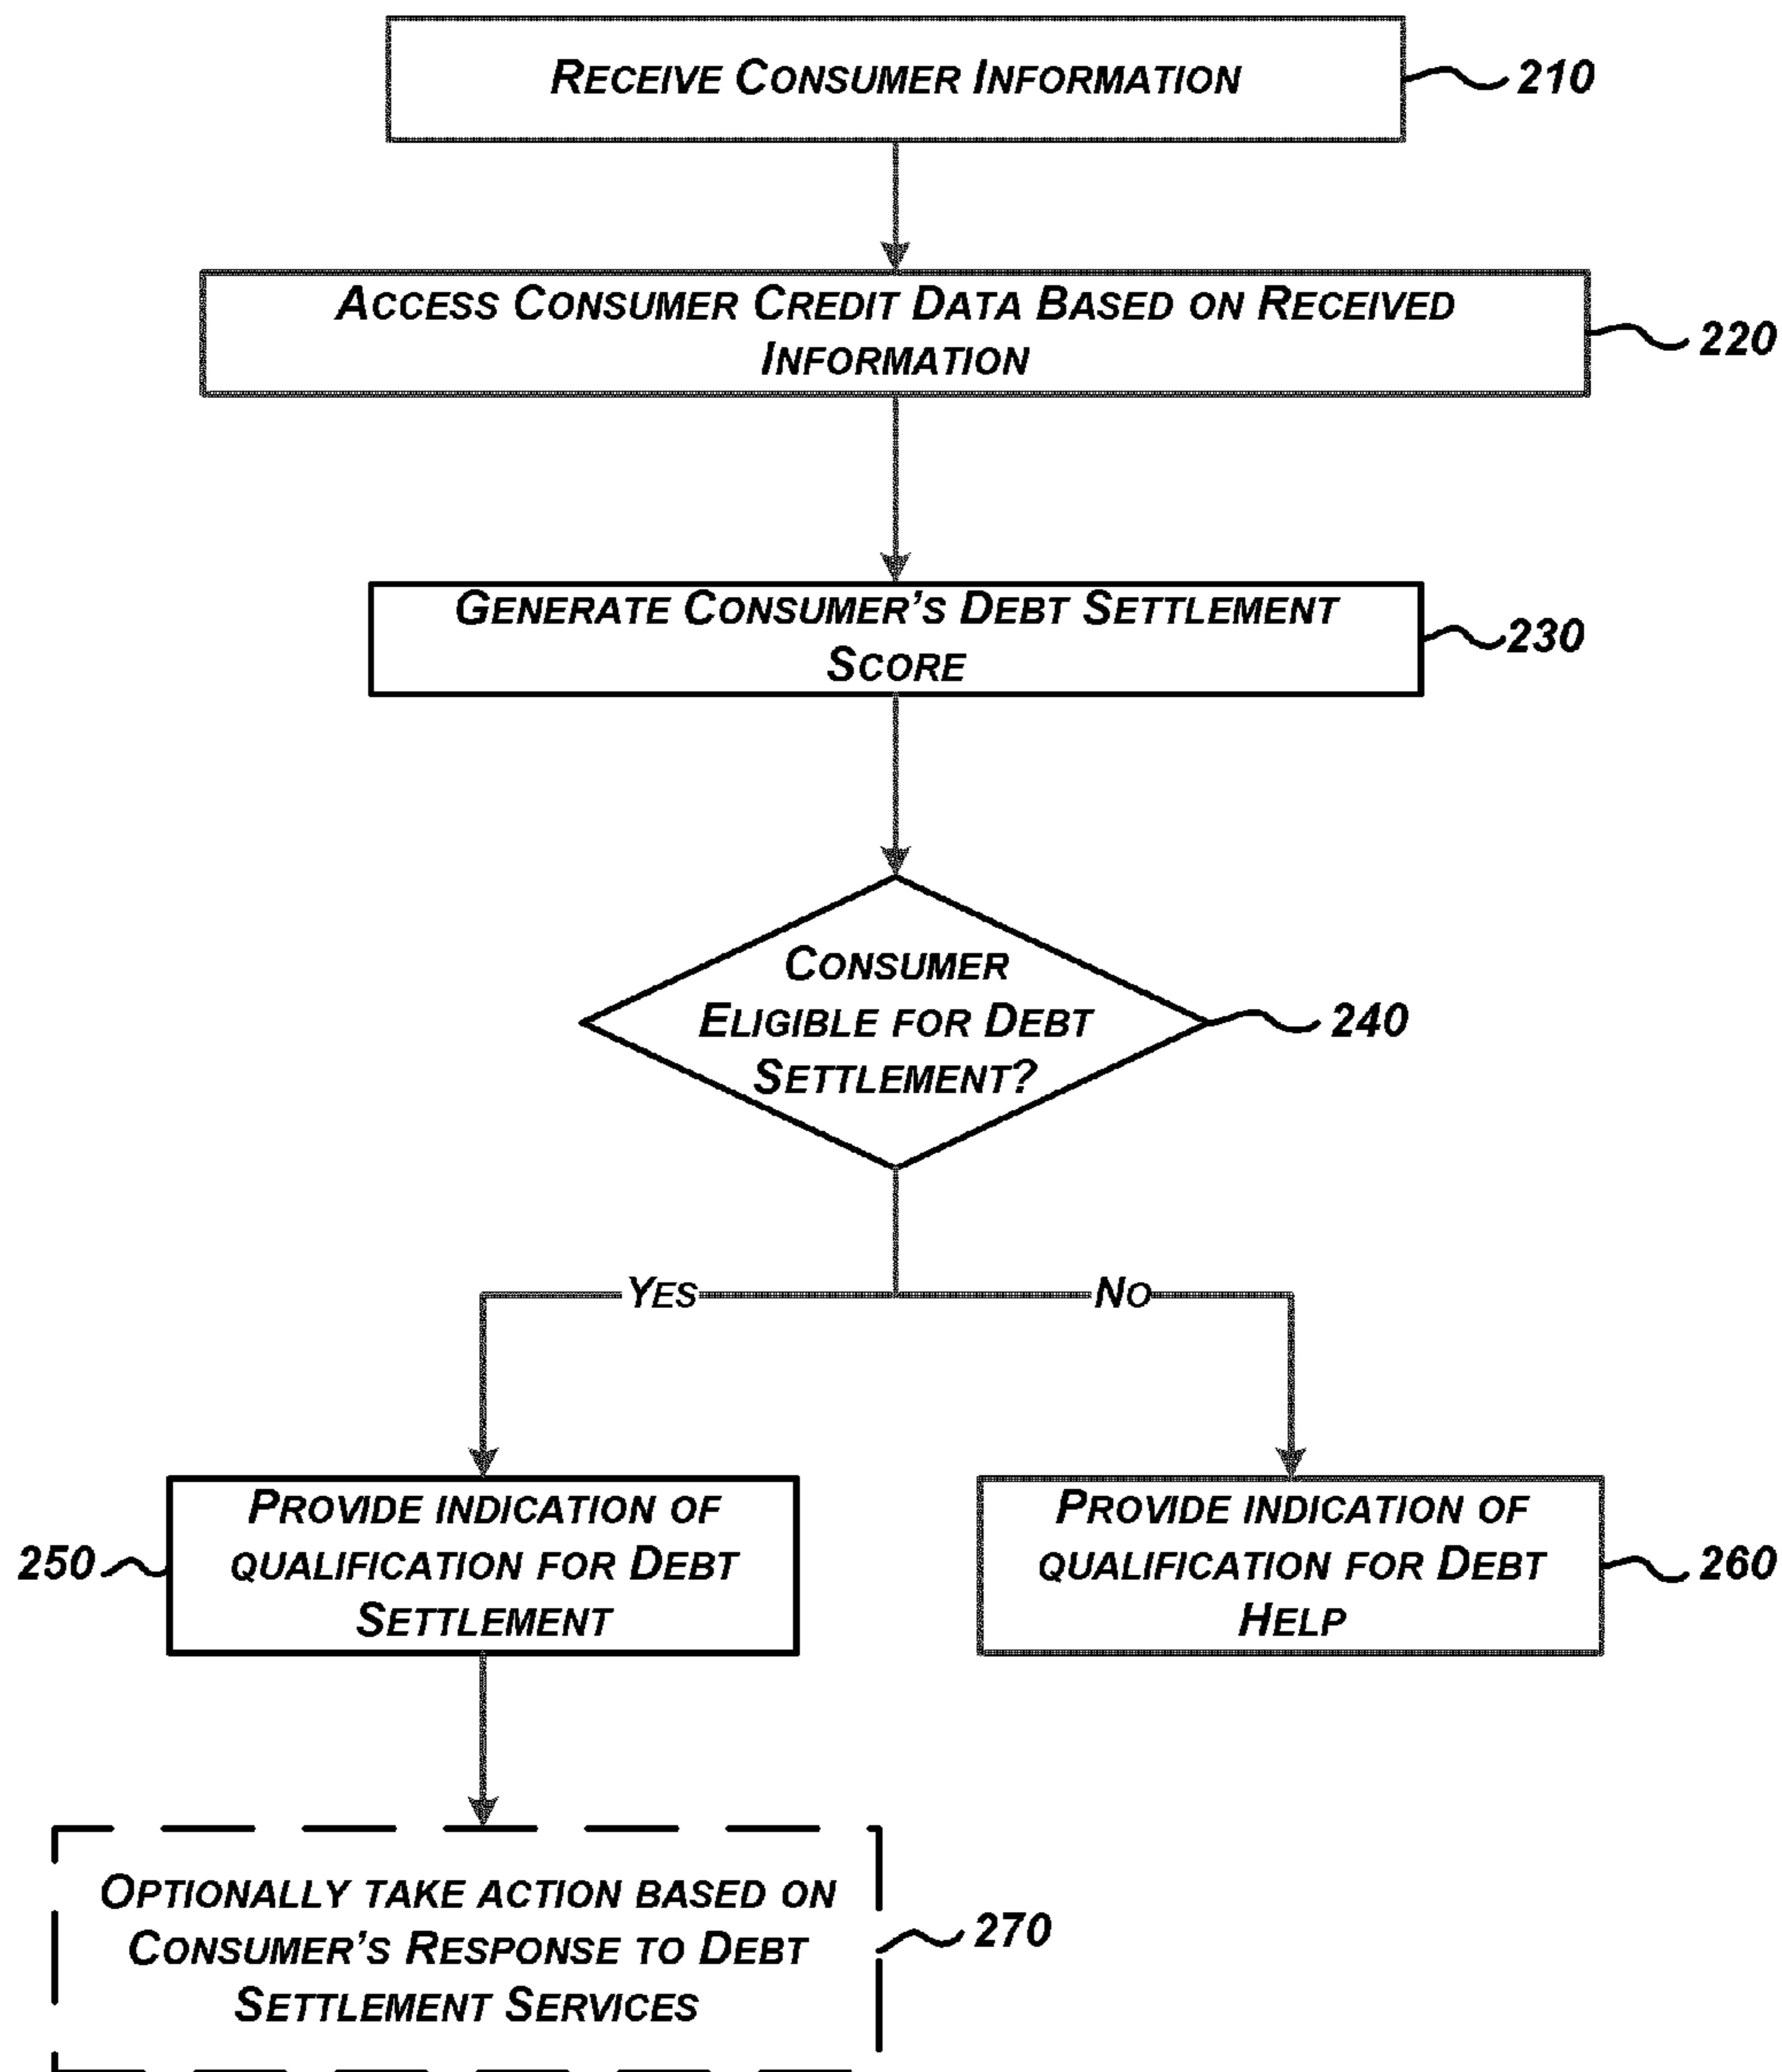 RECEIVE CONSUMER INFORMATION
210
ACCESS CONSUMER CREDIT DATA BASED ON RECEIVED
INFORMATION
220
GENERATE CONSUMER'S DEBT SETTLEMENT
SCORE
230
CONSUMER
ELIGIBLE FOR DEBT
SETTLEMENT?
240
YES
NO
250
PROVIDE INDICATION OF
QUALIFICATION FOR DEBT
SETTLEMENT
PROVIDE INDICATION OF
QUALIFICATION FOR DEBT
HELP
260
OPTIONALLY TAKE ACTION BASED ON
CONSUMER'S RESPONSE TO DEBT
SETTLEMENT SERVICES
270